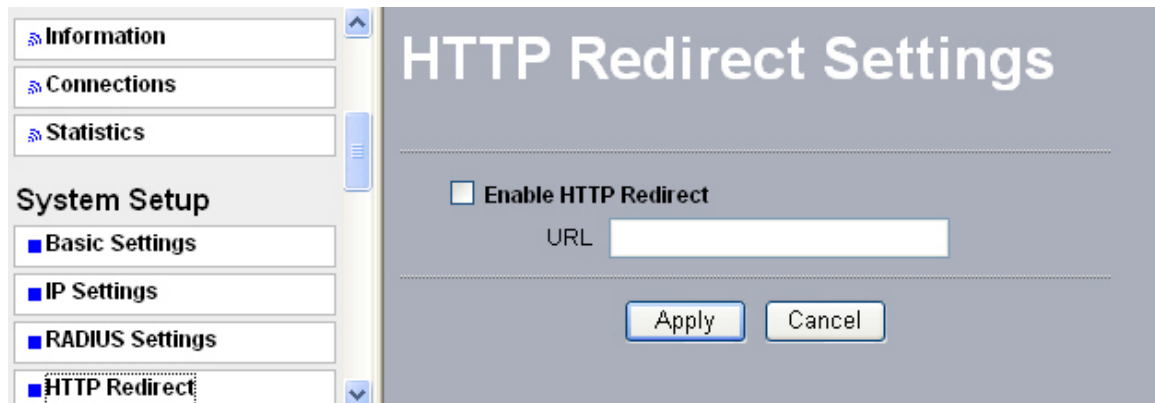 Information
Connections
Statistics
System Setup
Basic Settings
IP Settings
RADIUS Settings
HTTP Redirect
HTTP Redirect Settings
Enable HTTP Redirect
URL
Apply Cancel